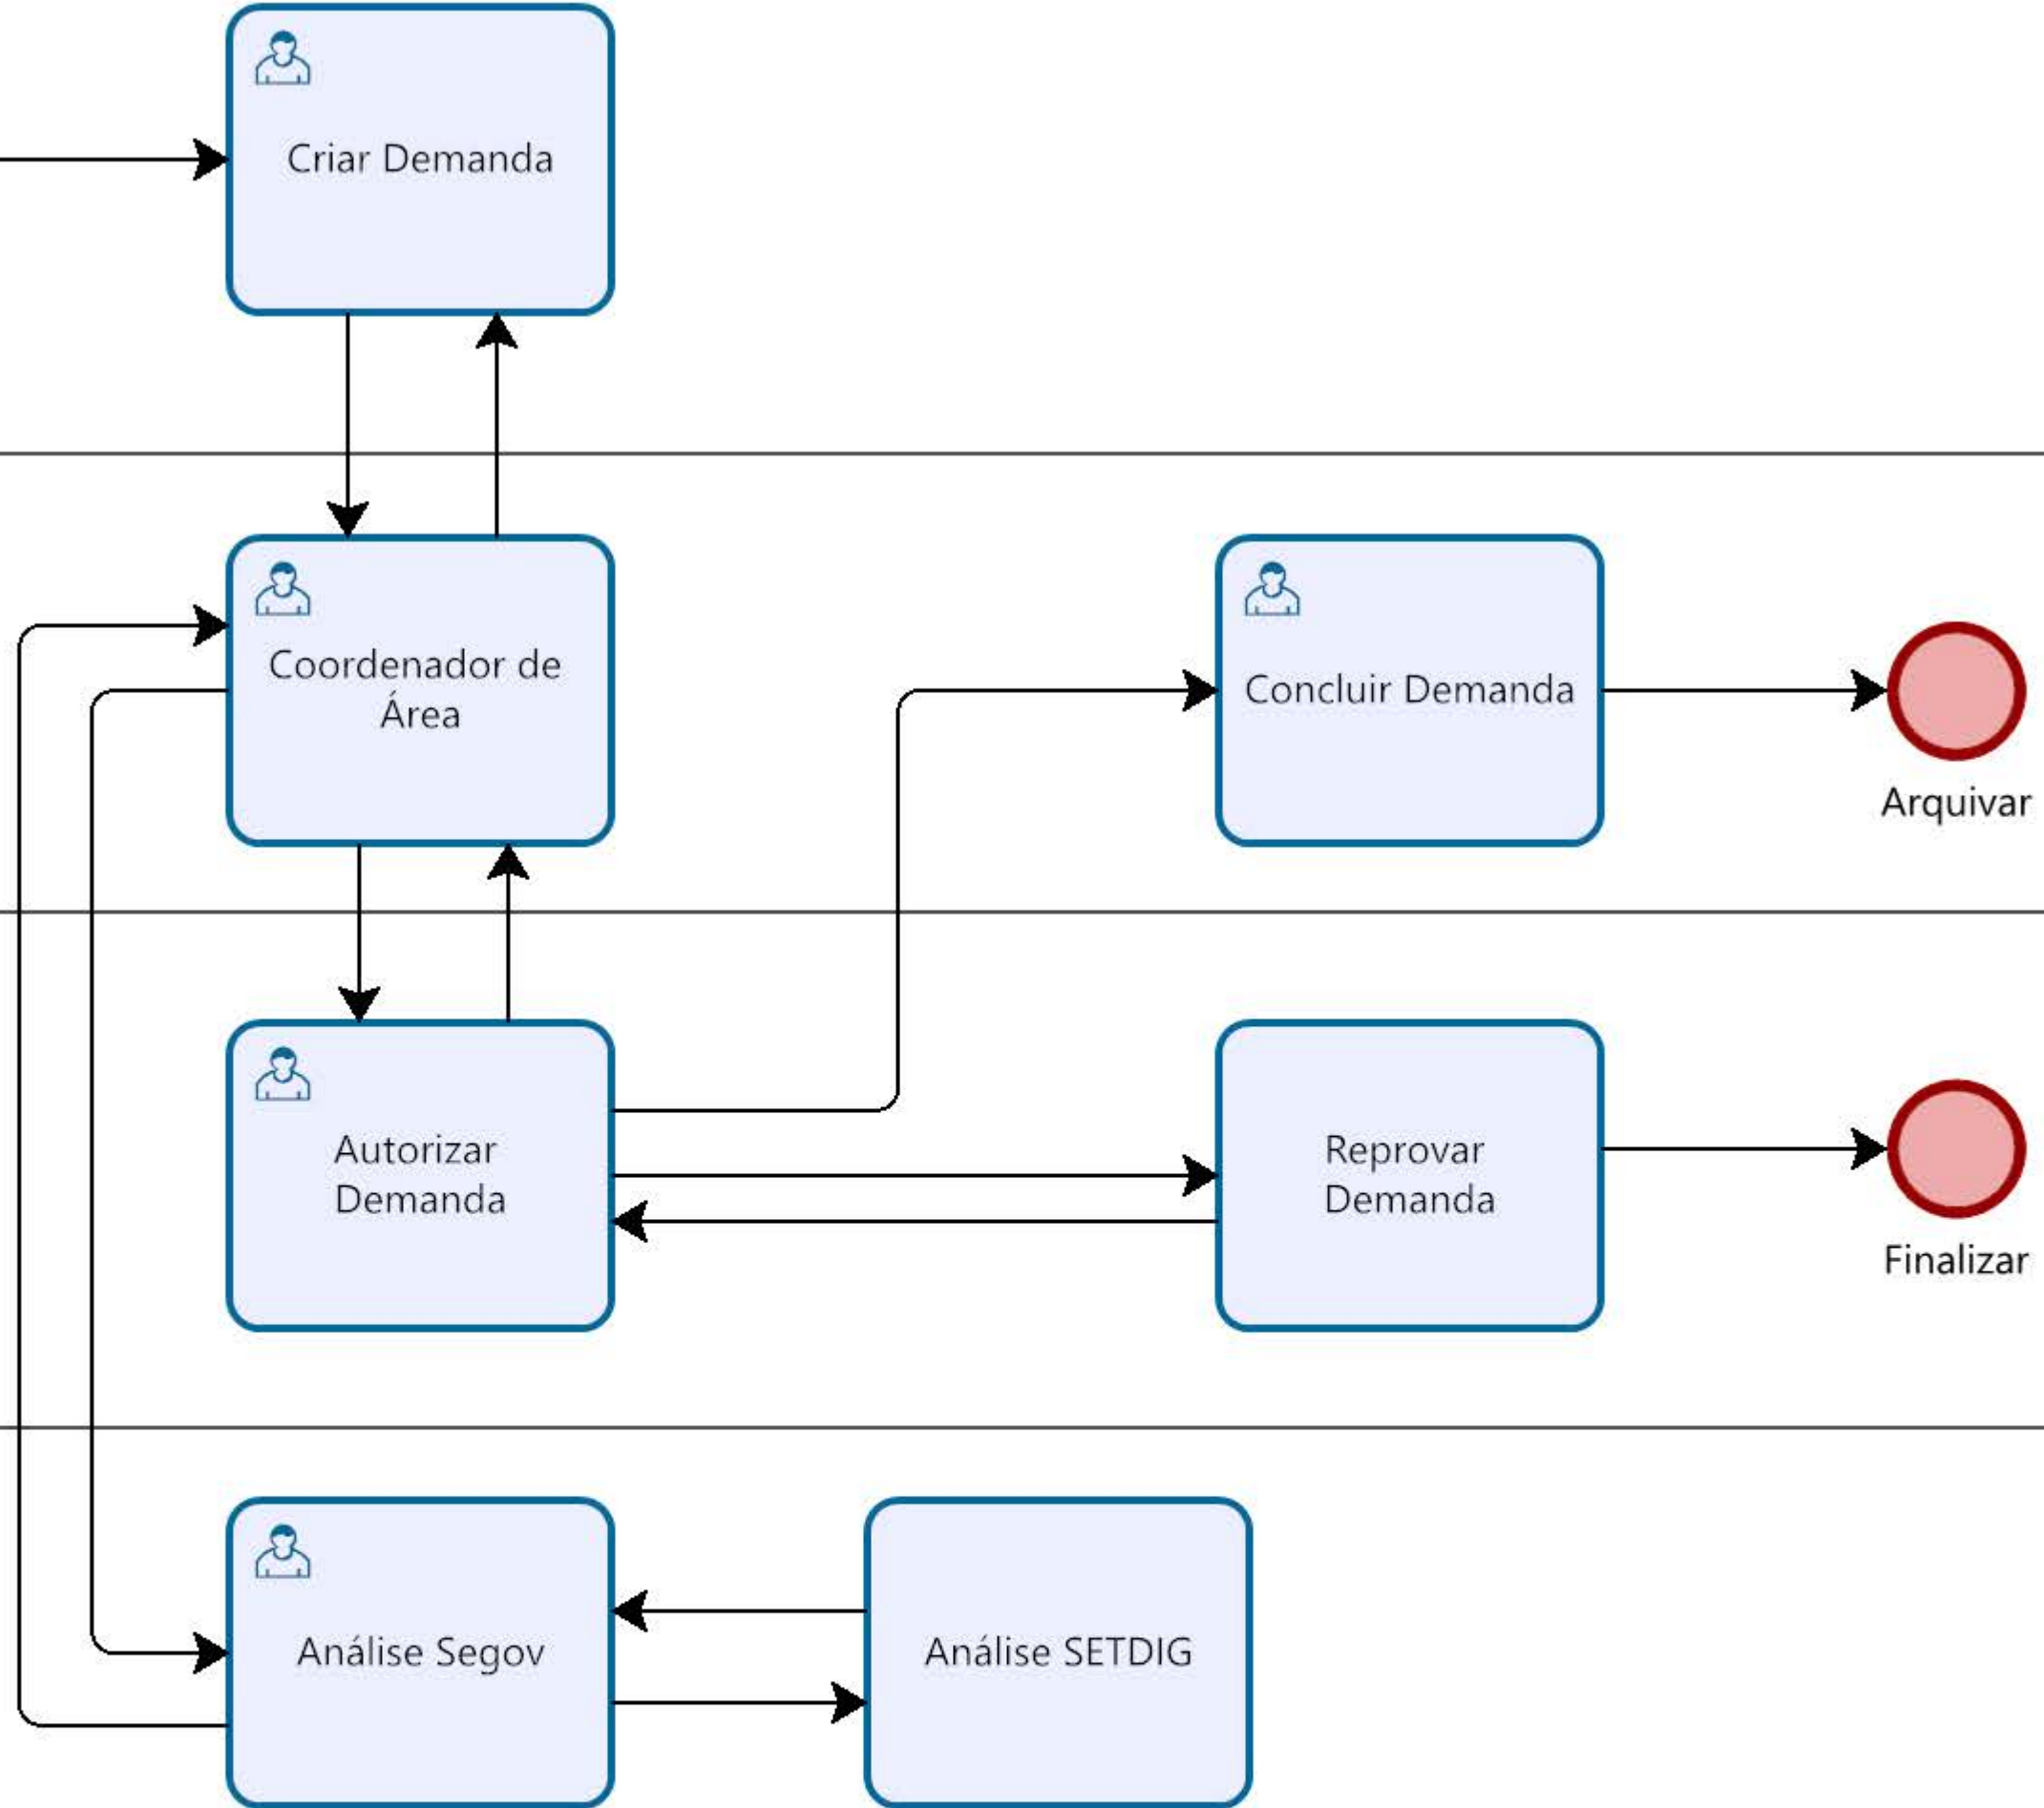 Criar Demanda
Coordenador de
Área
Concluir Demanda
Arquivar
Autorizar
Demanda
Reprovar
Demanda
Finalizar
Análise Segov
Análise SETDIG